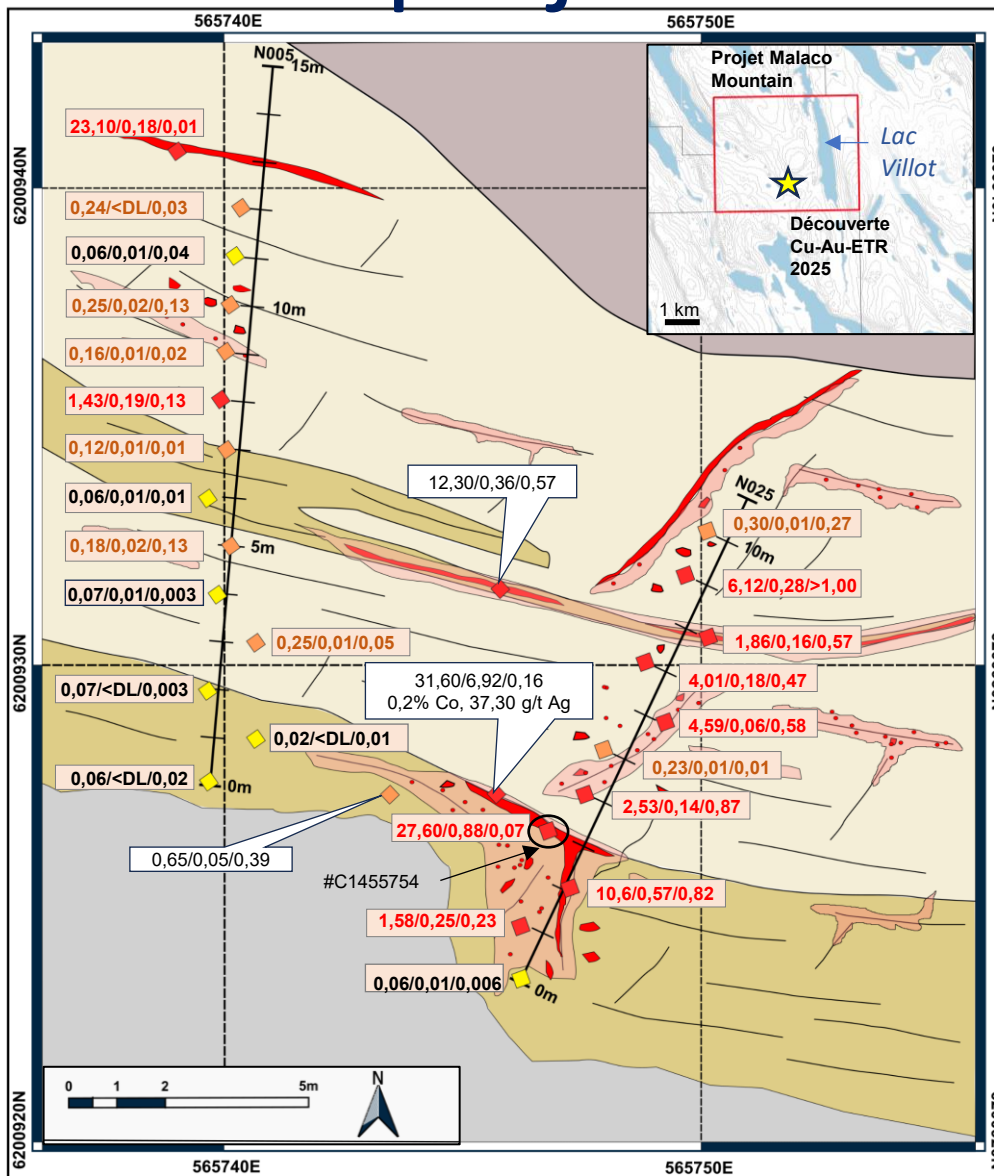 565740E
565750E
N005
15m
Projet Malaco
Mountain
Lac
Villot
Découverte
Cu-Au-ETR
2025
1 km
23,10/0,18/0,01
6200940N
0,24/<DL/0,03
0,06/0,01/0,04
0,25/0,02/0,13
10m
0,16/0,01/0,02
1,43/0,19/0,13
0,12/0,01/0,01
12,30/0,36/0,57
N025
0,06/0,01/0,01
0,30/0,01/0,27
0,18/0,02/0,13
5m
10m
0,07/0,01/0,003
6,12/0,28/>1,00
0,25/0,01/0,05
1,86/0,16/0,57
6200930N
31,60/6,92/0,16
0,2% Co, 37,30 g/t Ag
4,01/0,18/0,47
0,07/<DL/0,003
4,59/0,06/0,58
0,02/<DL/0,01
0,23/0,01/0,01
0,06/<DL/0,02
0m
2,53/0,14/0,87
27,60/0,88/0,07
0,65/0,05/0,39
#C1455754
10,6/0,57/0,82
1,58/0,25/0,23
0,06/0,01/0,006
0m
0 1 2 5m
N
6200920N
565740E
565750E